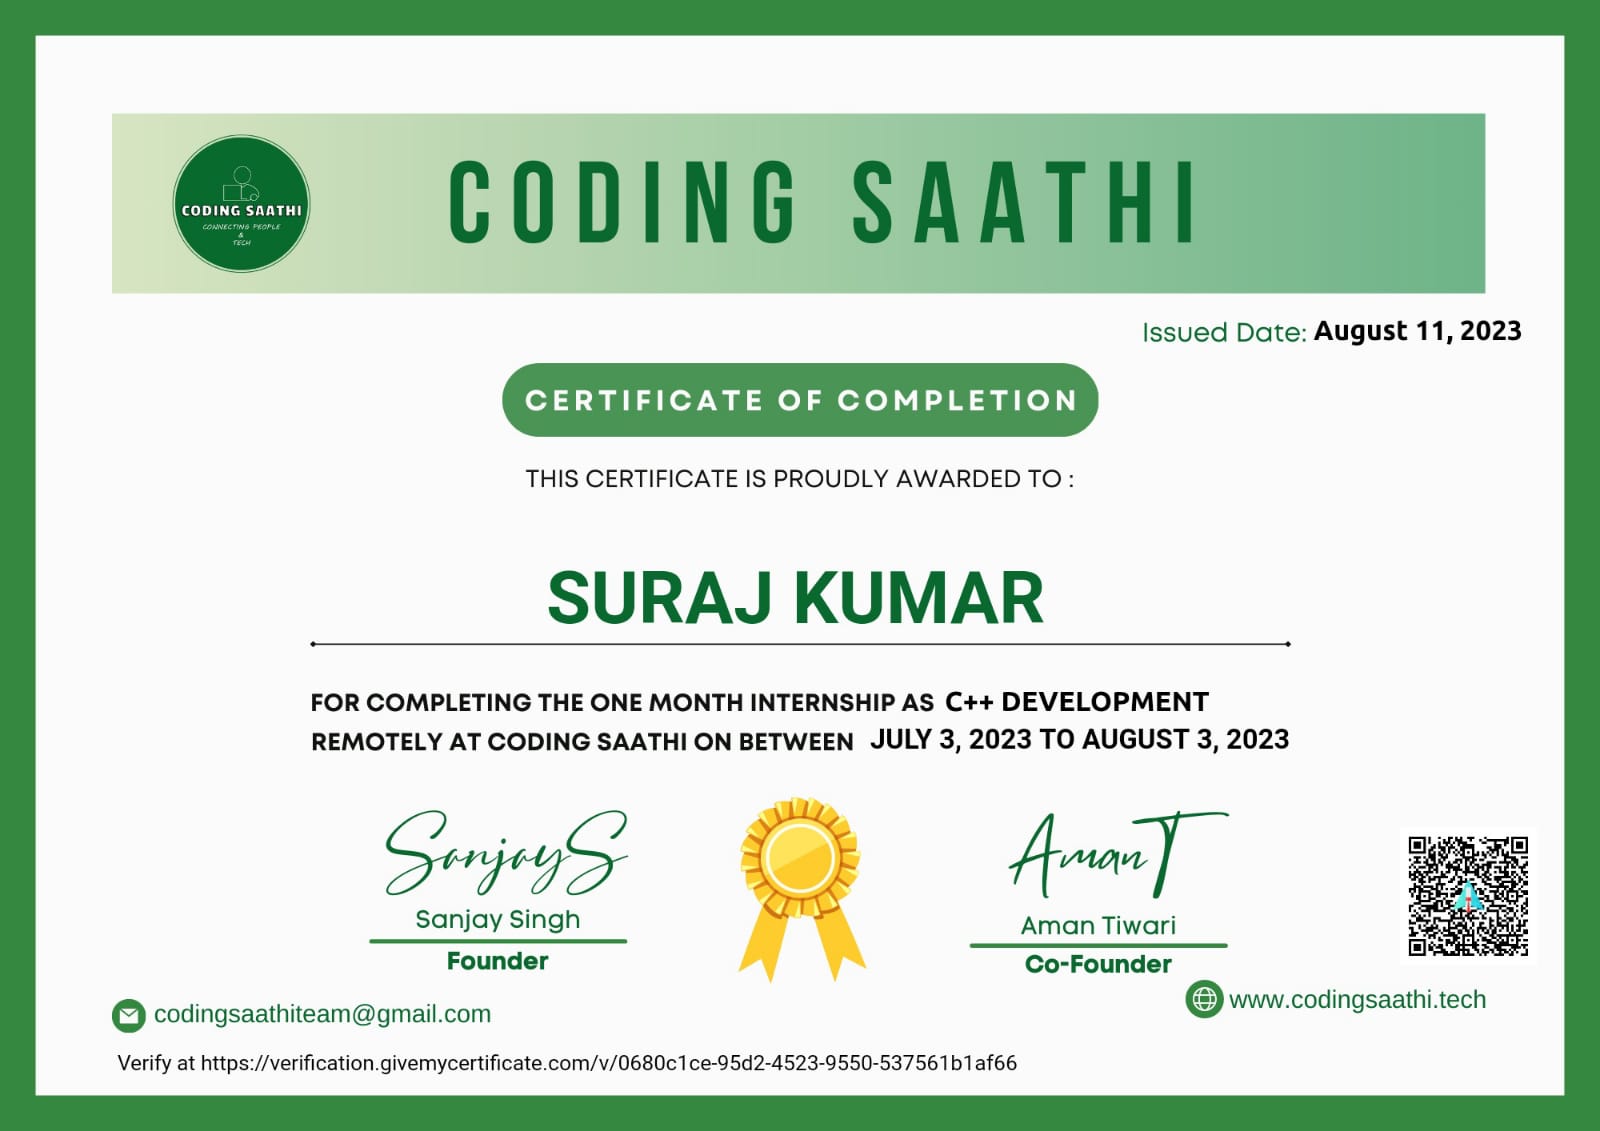 CODING SAATHI
CONNECTING PEOPLE
&
TECH
CODING SAATHI
Issued Date: August 11, 2023
CERTIFICATE OF COMPLETION
THIS CERTIFICATE IS PROUDLY AWARDED TO :
SURAJ KUMAR
FOR COMPLETING THE ONE MONTH INTERNSHIP AS C++ DEVELOPMENT
REMOTELY AT CODING SAATHI ON BETWEEN JULY 3, 2023 TO AUGUST 3, 2023
SanjayS
Sanjay Singh
Founder
AmanT
Aman Tiwari
Co-Founder
codingsaathiteam@gmail.com
www.codingsaathi.tech
Verify at https://verification.givemycertificate.com/v/0680c1ce-95d2-4523-9550-537561b1af66